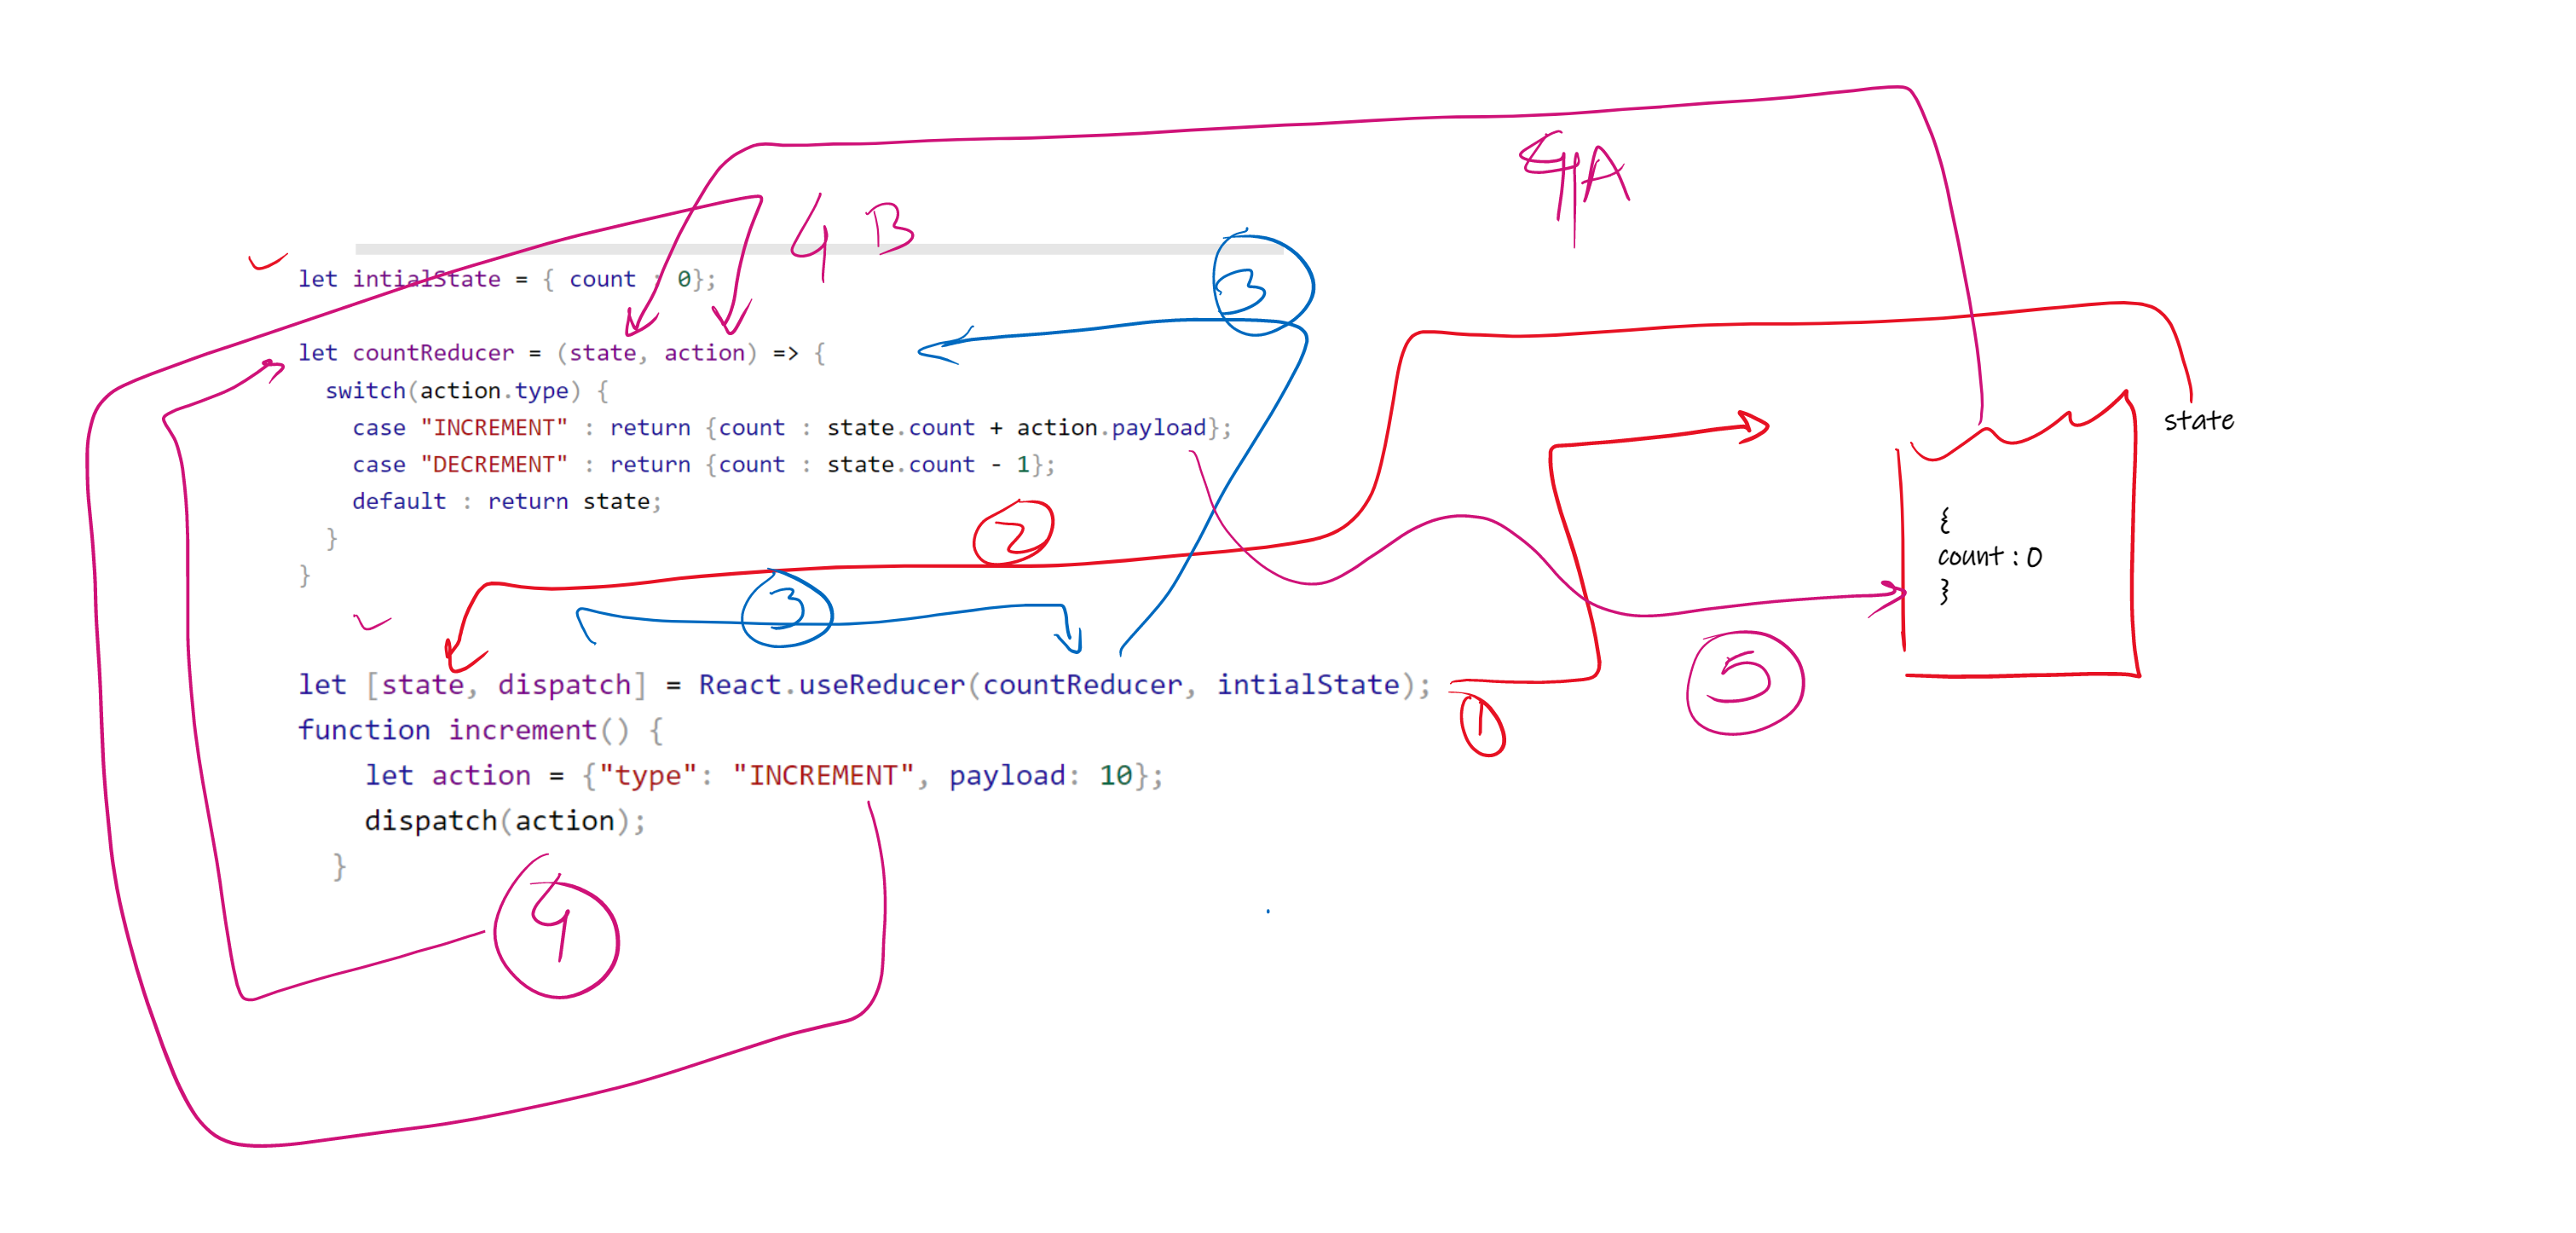 4A
4 B
3
let intialState = { count : 0};
let countReducer = (state, action) => {
switch(action.type) {
case "INCREMENT" : return {count : state.count + action.payload};
case "DECREMENT" : return {count : state.count - 1};
default : return state;
}
}
state
{
count : 0
}
2
3
let [state, dispatch] = React.useReducer(countReducer, intialState);
1
5
function increment() {
let action = {"type": "INCREMENT", payload: 10};
dispatch(action);
}
4